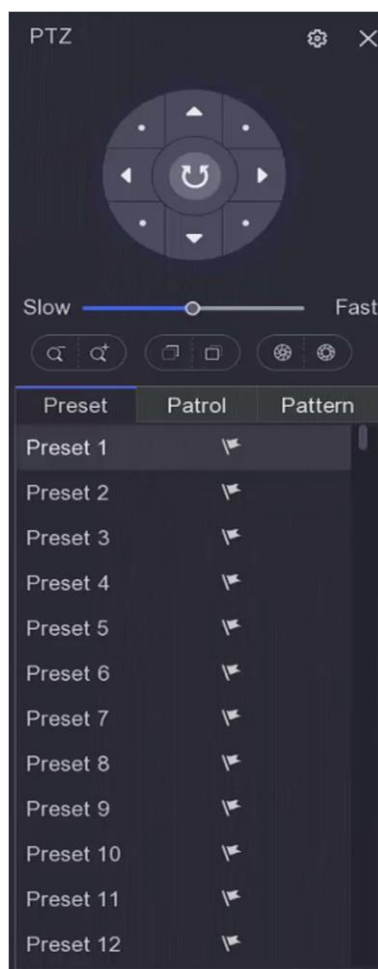 PTZ
Slow Fast
Preset Patrol Pattern
Preset 1
Preset 2
Preset 3
Preset 4
Preset 5
Preset 6
Preset 7
Preset 8
Preset 9
Preset 10
Preset 11
Preset 12